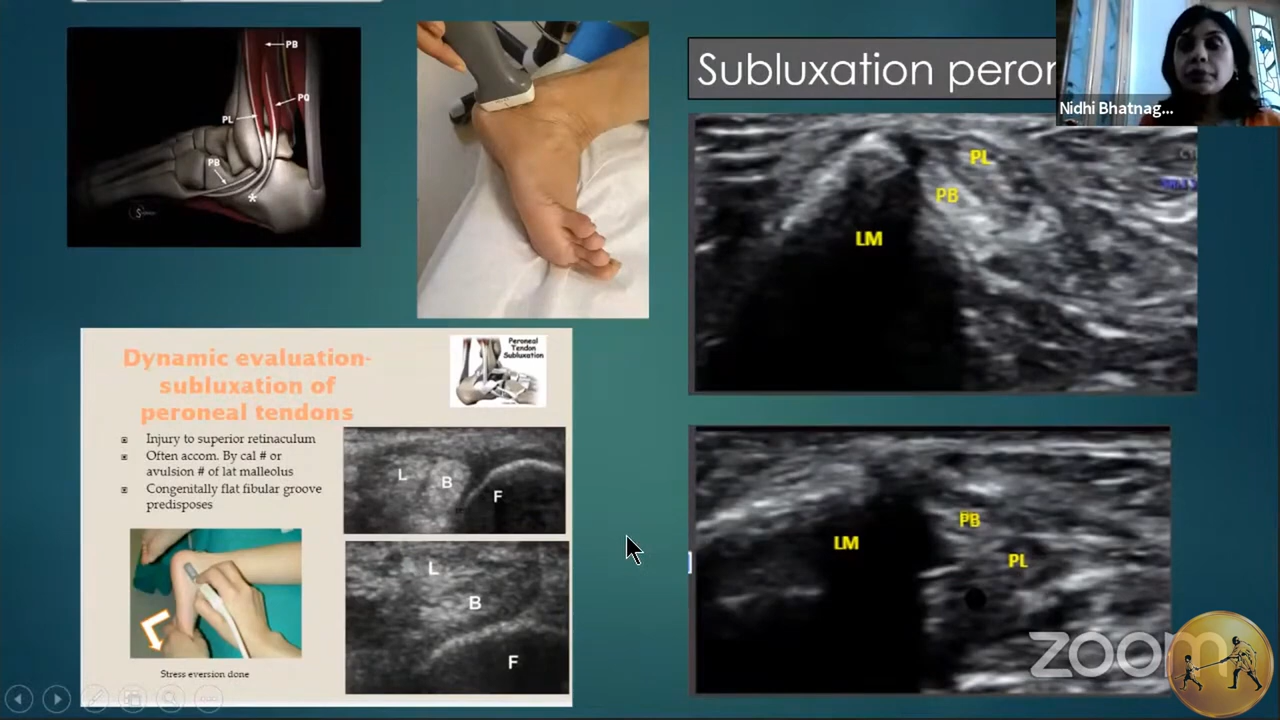 PB
PQ
PL
PB
*
Subluxation peron
Nidhi Bhatnag...
PL
PB
LM
Dynamic evaluation-
subluxation of
peroneal tendons
Peroneal
Tendon
Subluxation
Injury to superior retinaculum
Often accom. By cal # or
avulsion # of lat malleolus
Congenitally flat fibular groove
predisposes
L
B
F
L
B
F
Stress eversion done
PB
LM
PL
zoom